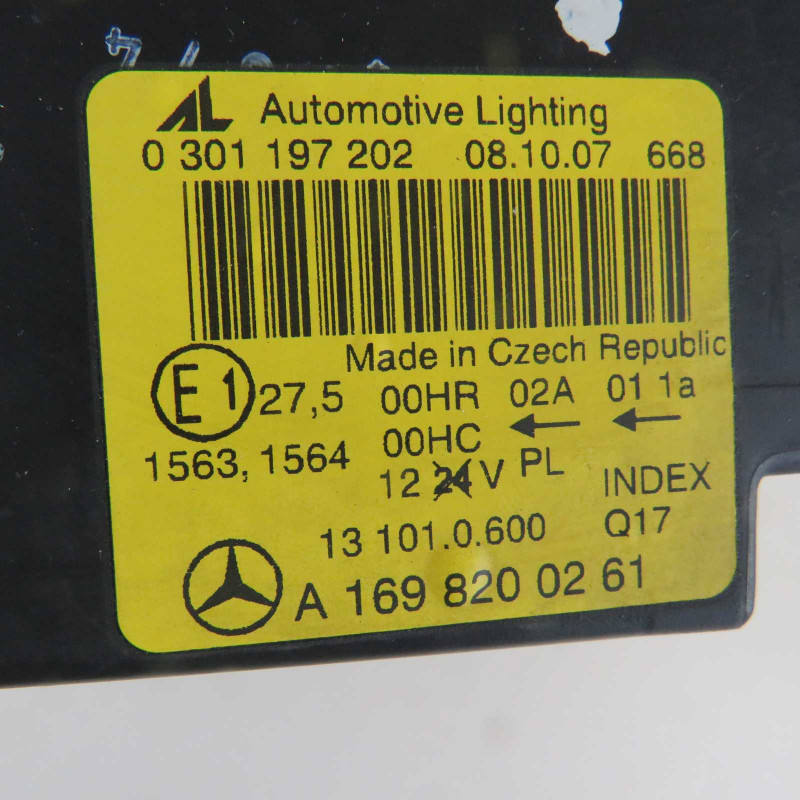 AL Automotive Lighting
0 301 197 202 08.10.07 668
Made in Czech Republic
E1 27,5 00HR 02A 01 1a
1563, 1564 00HC ← ←
12 24 V PL INDEX
13 101.0.600 Q17
A 169 820 02 61